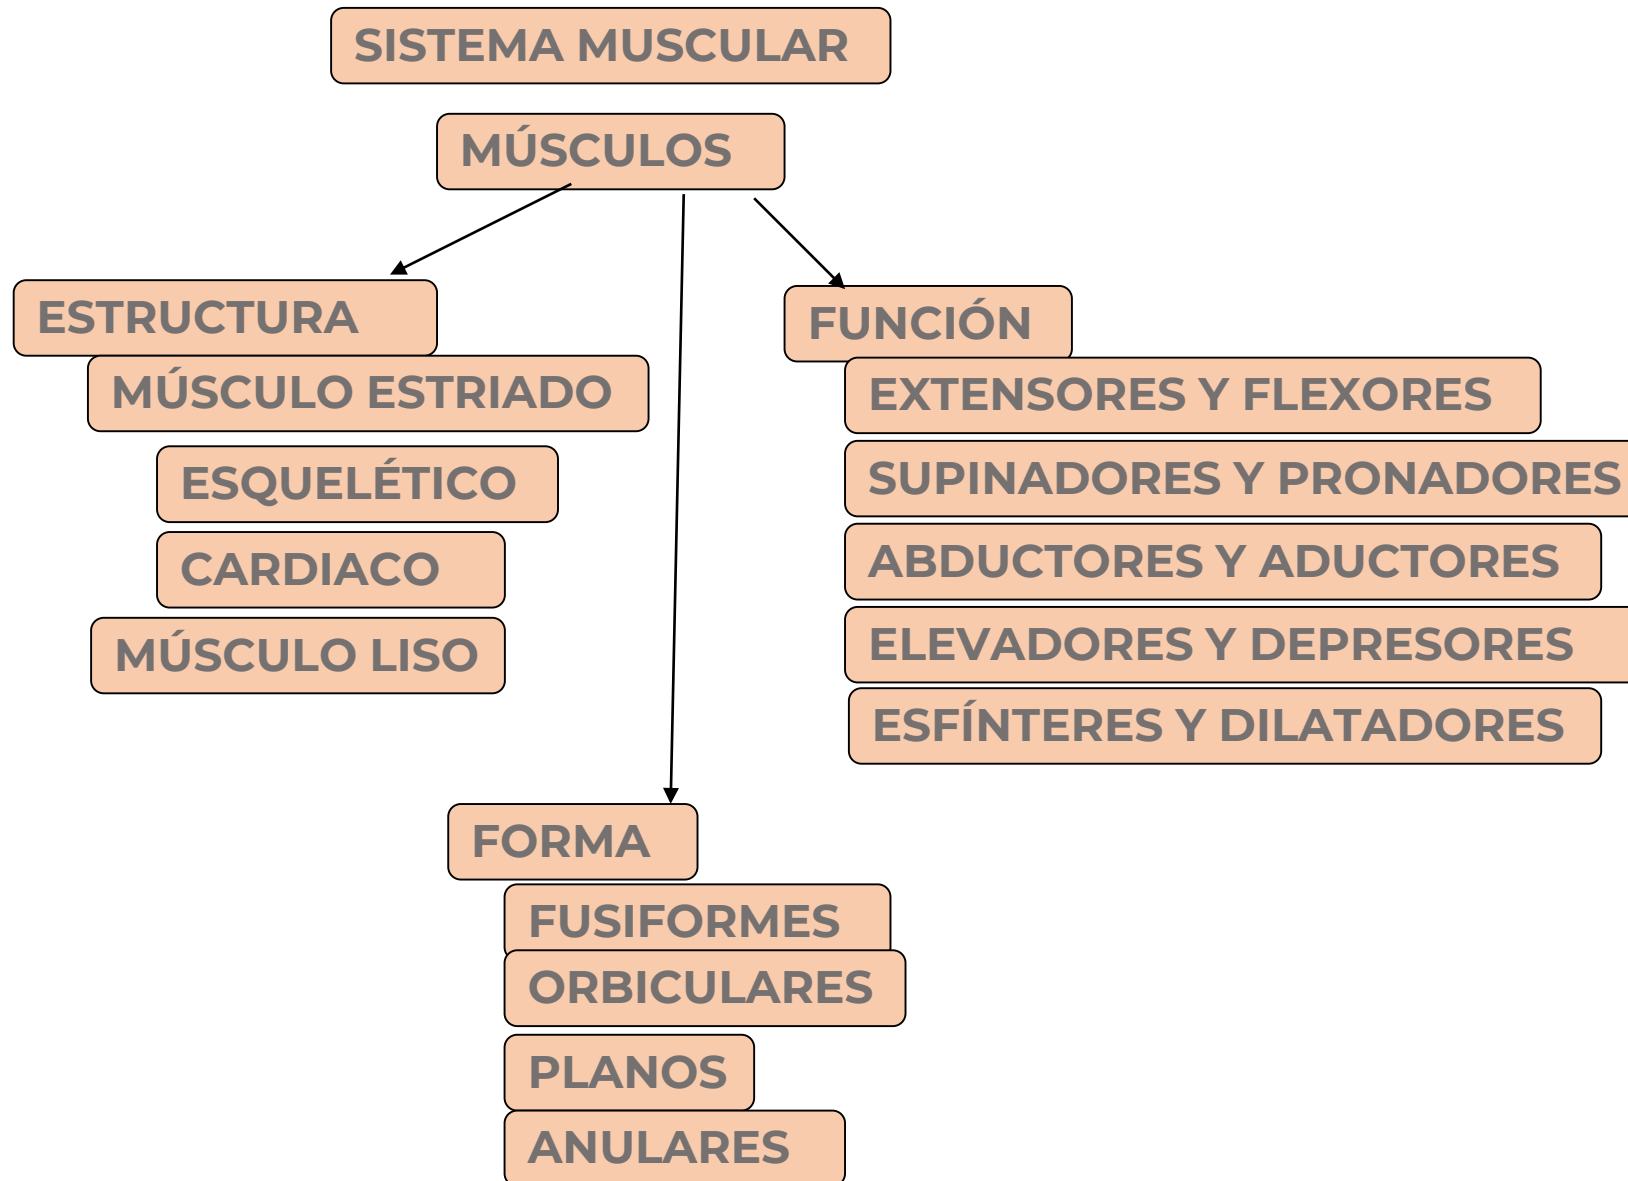 SISTEMA MUSCULAR
MÚSCULOS
ESTRUCTURA
MÚSCULO ESTRIADO
ESQUELÉTICO
CARDIACO
MÚSCULO LISO
FUNCIÓN
EXTENSORES Y FLEXORES
SUPINADORES Y PRONADORES
ABDUCTORES Y ADUCTORES
ELEVADORES Y DEPRESORES
ESFÍNTERES Y DILATADORES
FORMA
FUSIFORMES
ORBICULARES
PLANOS
ANULARES